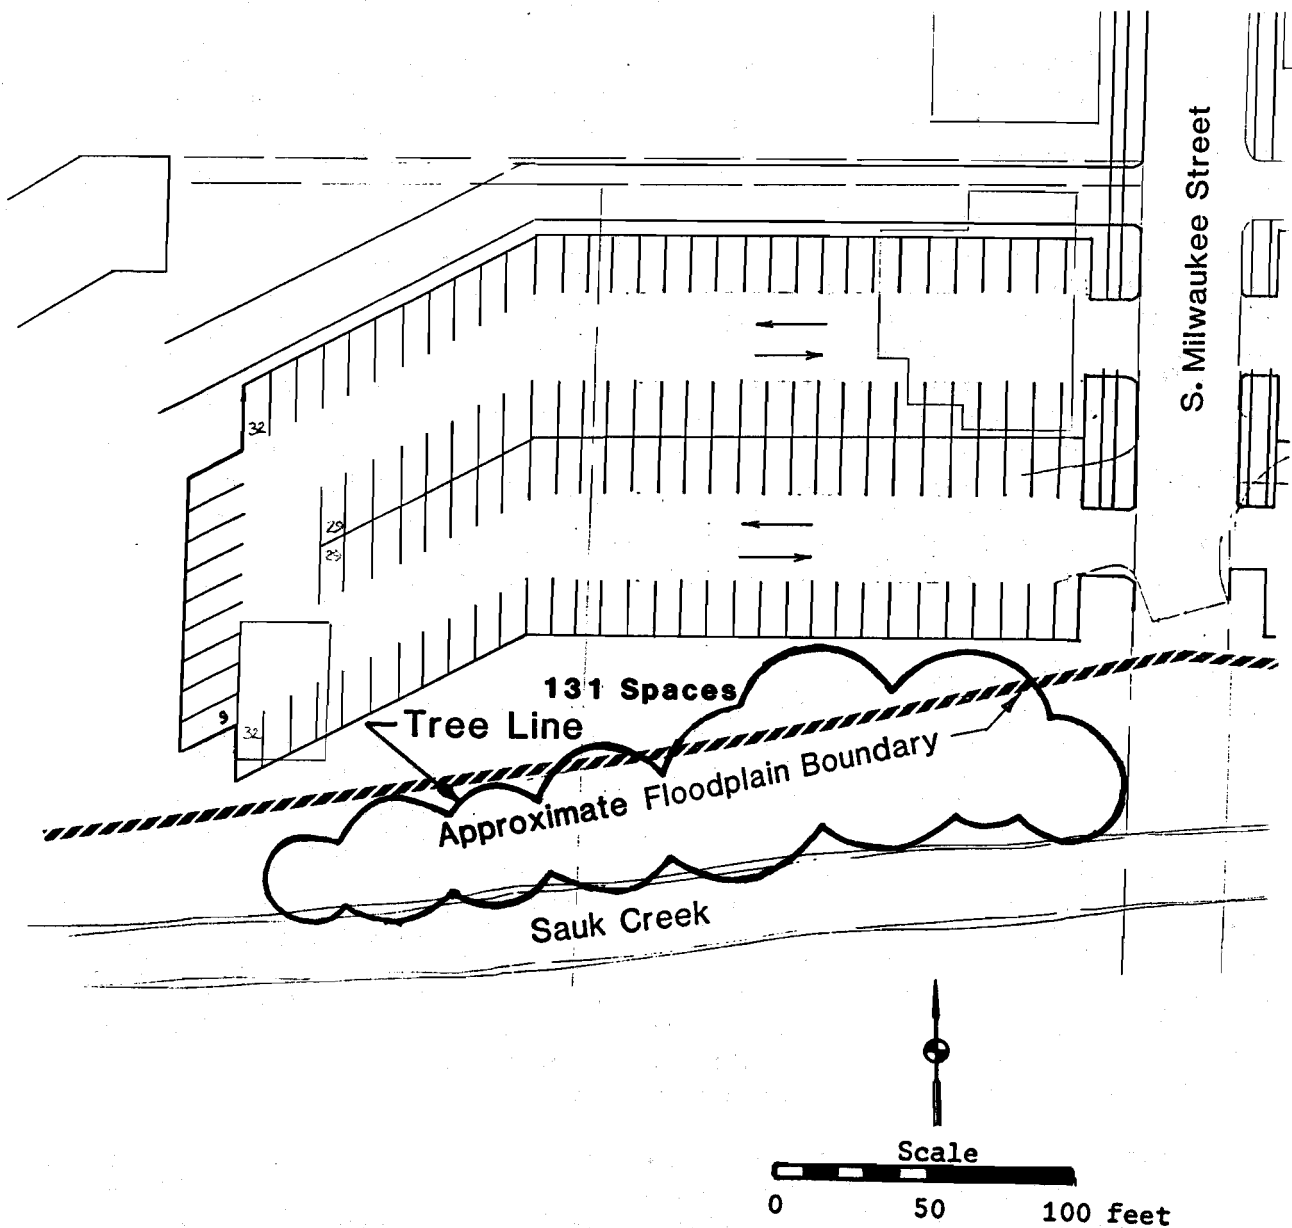 S. Milwaukee Street
32
29
29
9
32
131 Spaces
Tree Line
Approximate Floodplain Boundary
Sauk Creek
Scale
0 50 100 feet